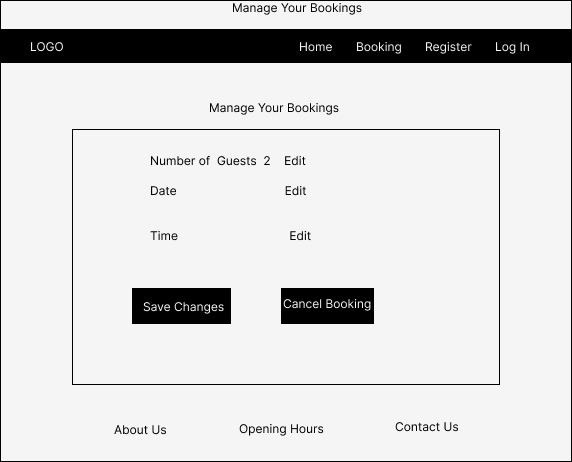 Manage Your Bookings
LOGO Home Booking Register Log In
Manage Your Bookings
Number of Guests 2 Edit
Date Edit
Time Edit
Save Changes Cancel Booking
About Us Opening Hours Contact Us